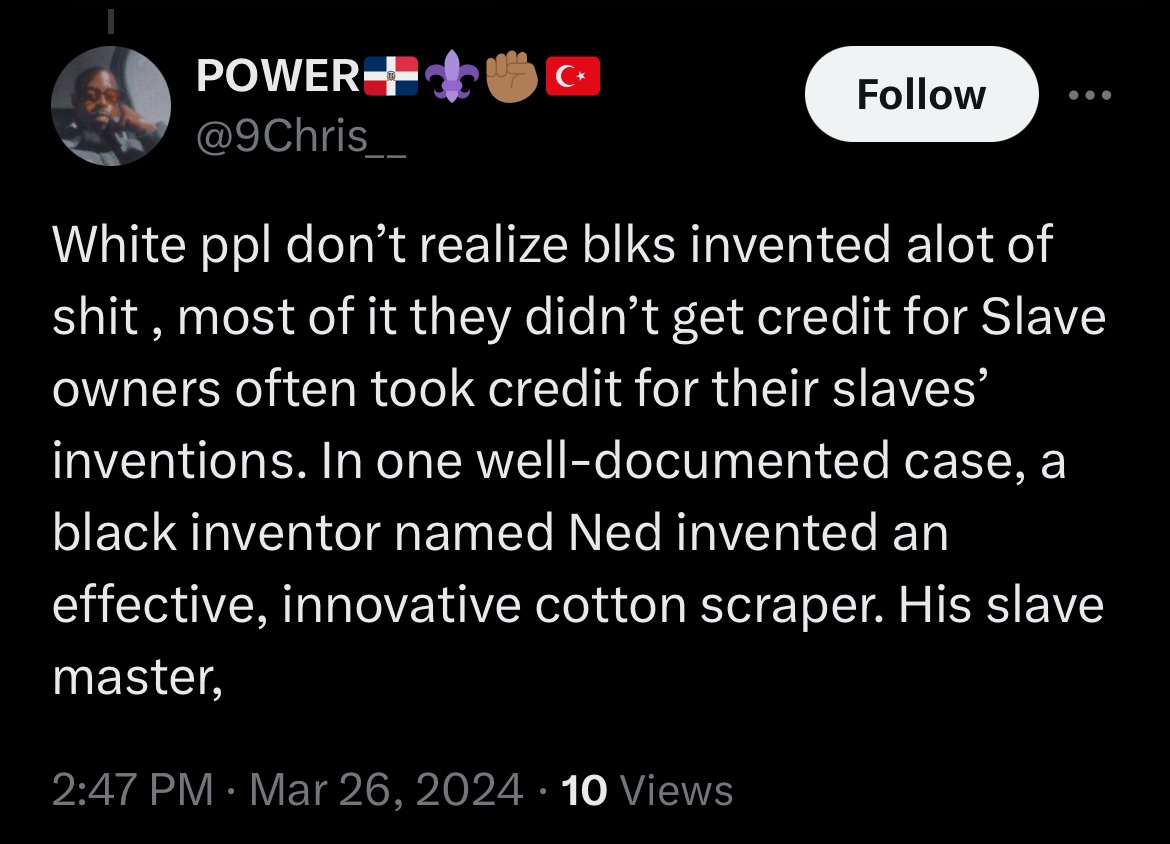 POWER🇩🇴⚜️✊🏽🇹🇷
Follow
@9Chris__
White ppl don’t realize blks invented alot of
shit , most of it they didn’t get credit for Slave
owners often took credit for their slaves’
inventions. In one well-documented case, a
black inventor named Ned invented an
effective, innovative cotton scraper. His slave
master,
2:47 PM · Mar 26, 2024 · 10 Views